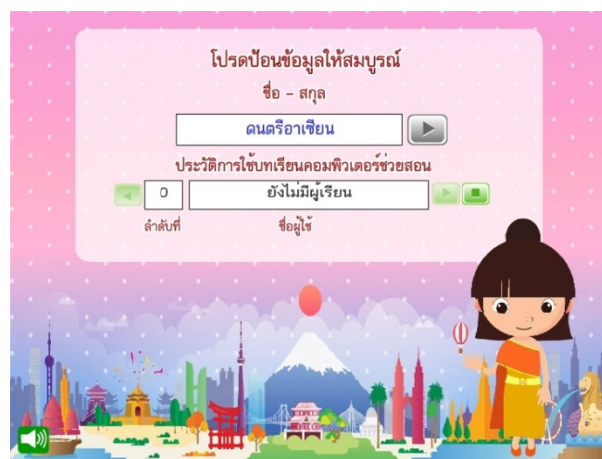 โปรดป้อนข้อมูลให้สมบูรณ์
ชื่อ – สกุล
ดนตรีอาเซียน
ประวัติการใช้บทเรียนคอมพิวเตอร์ช่วยสอน
0 ยังไม่มีผู้เรียน
ลำดับที่ ชื่อผู้ใช้